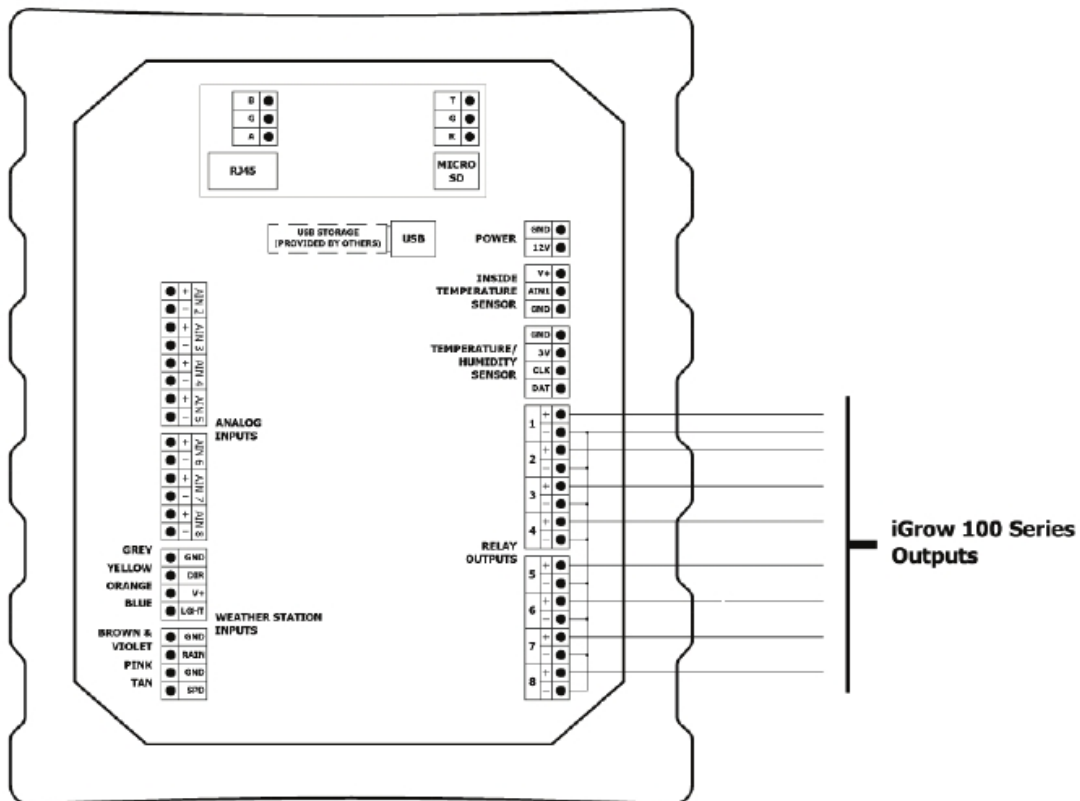 B
G
A
RJ45
T
G
R
MICRO
SD
USB STORAGE
(PROVIDED BY OTHERS)
USB
POWER
GND
12V
INSIDE
TEMPERATURE
SENSOR
V+
AIN1
GND
TEMPERATURE/
HUMIDITY
SENSOR
GND
3V
CLK
DAT
+
-
AIN 2
+
-
AIN 3
+
-
AIN 4
+
-
AIN 5
ANALOG
INPUTS
+
-
AIN 6
+
-
AIN 7
+
-
AIN 8
GREY
YELLOW
ORANGE
BLUE
GND
DIR
V+
LGHT
WEATHER STATION
INPUTS
BROWN &
VIOLET
PINK
TAN
GND
RAIN
GND
SPD
RELAY
OUTPUTS
1
+
-
2
+
-
3
+
-
4
+
-
5
+
-
6
+
-
7
+
-
8
+
-
iGrow 100 Series
Outputs